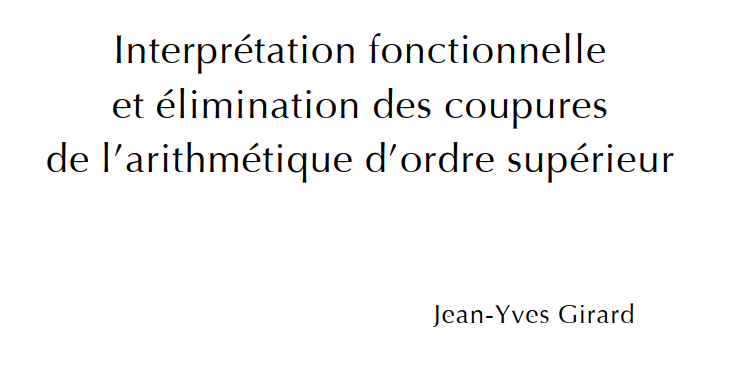 Interprétation fonctionnelle
et élimination des coupures
de l’arithmétique d’ordre supérieur
Jean-Yves Girard